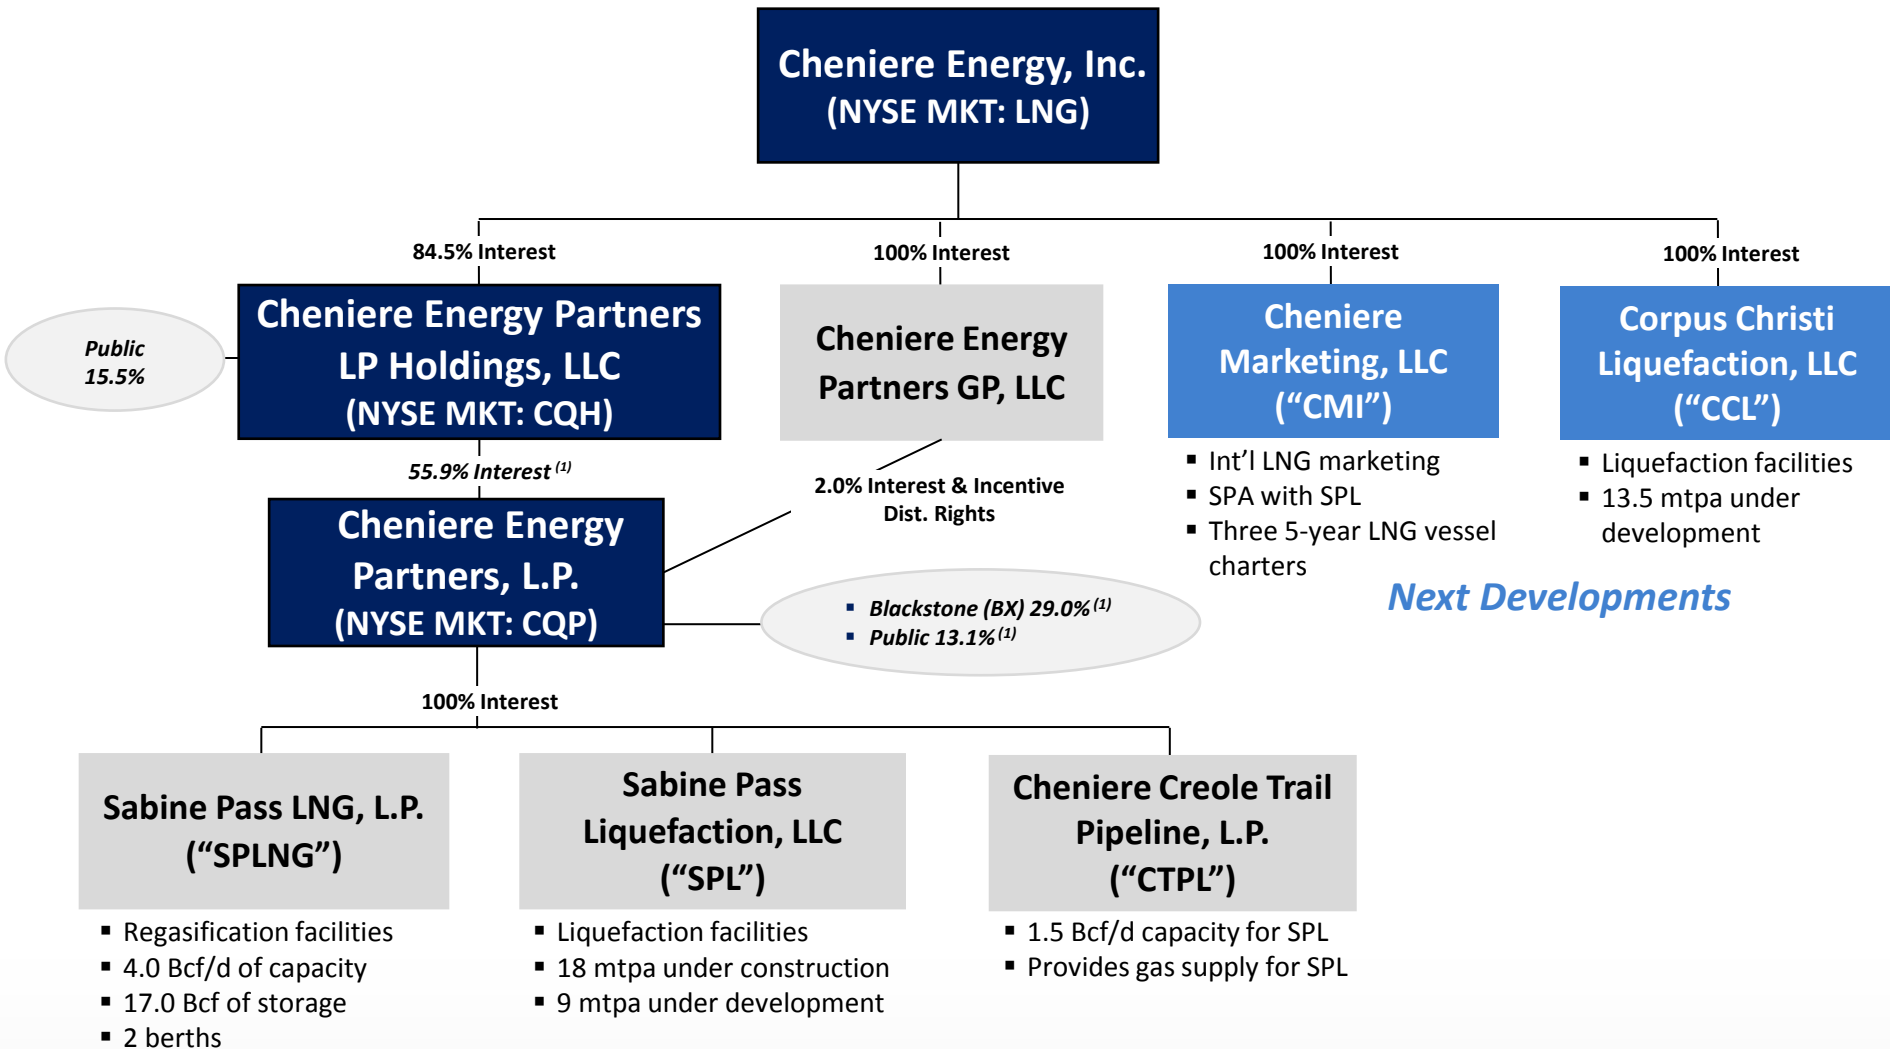 Cheniere Energy, Inc.
(NYSE MKT: LNG)
84.5% Interest
100% Interest
100% Interest
100% Interest
Public
15.5%
Cheniere Energy Partners
LP Holdings, LLC
(NYSE MKT: CQH)
Cheniere Energy
Partners GP, LLC
Cheniere
Marketing, LLC
(“CMI”)
Corpus Christi
Liquefaction, LLC
(“CCL”)
▪ Int’l LNG marketing
▪ SPA with SPL
▪ Three 5-year LNG vessel
charters
▪ Liquefaction facilities
▪ 13.5 mtpa under
development
55.9% Interest (1)
2.0% Interest & Incentive
Dist. Rights
Cheniere Energy
Partners, L.P.
(NYSE MKT: CQP)
▪ Blackstone (BX) 29.0% (1)
▪ Public 13.1% (1)
Next Developments
100% Interest
Sabine Pass LNG, L.P.
(“SPLNG”)
Sabine Pass
Liquefaction, LLC
(“SPL”)
Cheniere Creole Trail
Pipeline, L.P.
(“CTPL”)
▪ Regasification facilities
▪ 4.0 Bcf/d of capacity
▪ 17.0 Bcf of storage
▪ 2 berths
▪ Liquefaction facilities
▪ 18 mtpa under construction
▪ 9 mtpa under development
▪ 1.5 Bcf/d capacity for SPL
▪ Provides gas supply for SPL